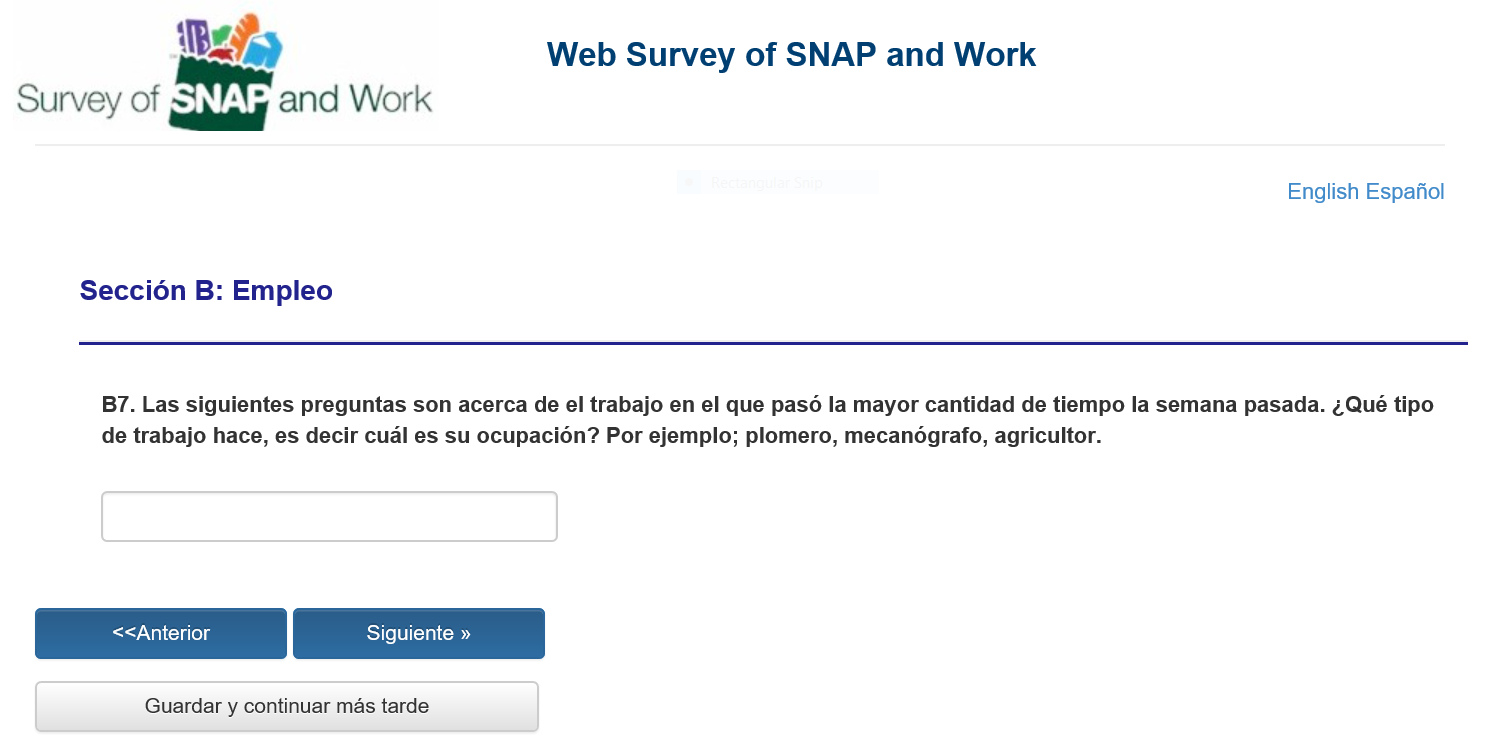 Survey of SNAP and Work
Web Survey of SNAP and Work
Rectangular Snip
English Español
Sección B: Empleo
B7. Las siguientes preguntas son acerca de el trabajo en el que pasó la mayor cantidad de tiempo la semana pasada. ¿Qué tipo
de trabajo hace, es decir cuál es su ocupación? Por ejemplo; plomero, mecanógrafo, agricultor.
<<Anterior
Siguiente »
Guardar y continuar más tarde